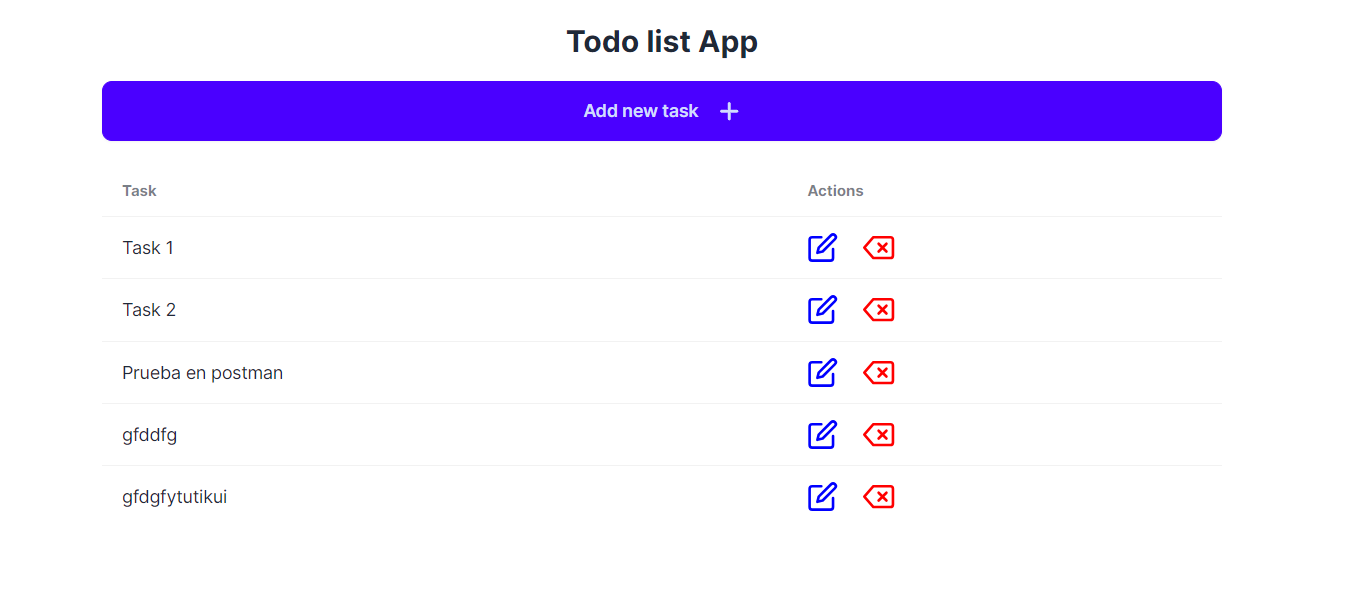 Todo list App
Add new task
Task Actions
Task 1
Task 2
Prueba en postman
gfddfg
gfdgfytutikui